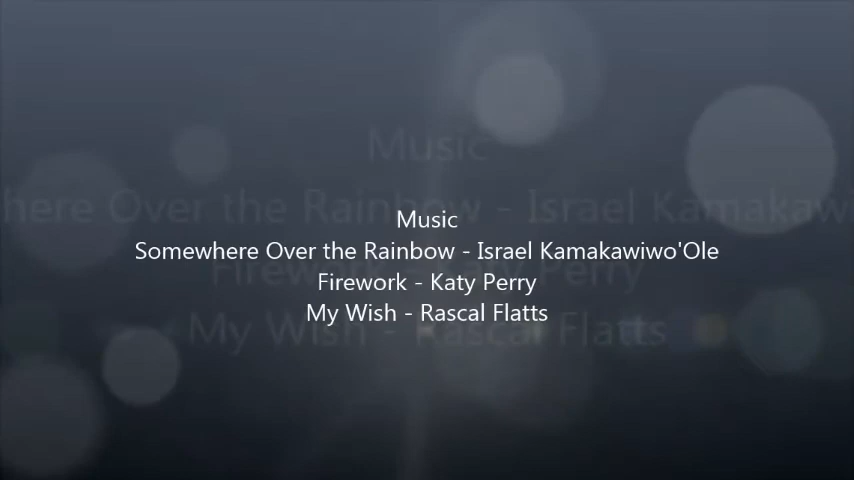 Music
Somewhere Over the Rainbow - Israel Kamakawiwo'Ole
Firework - Katy Perry
My Wish - Rascal Flatts